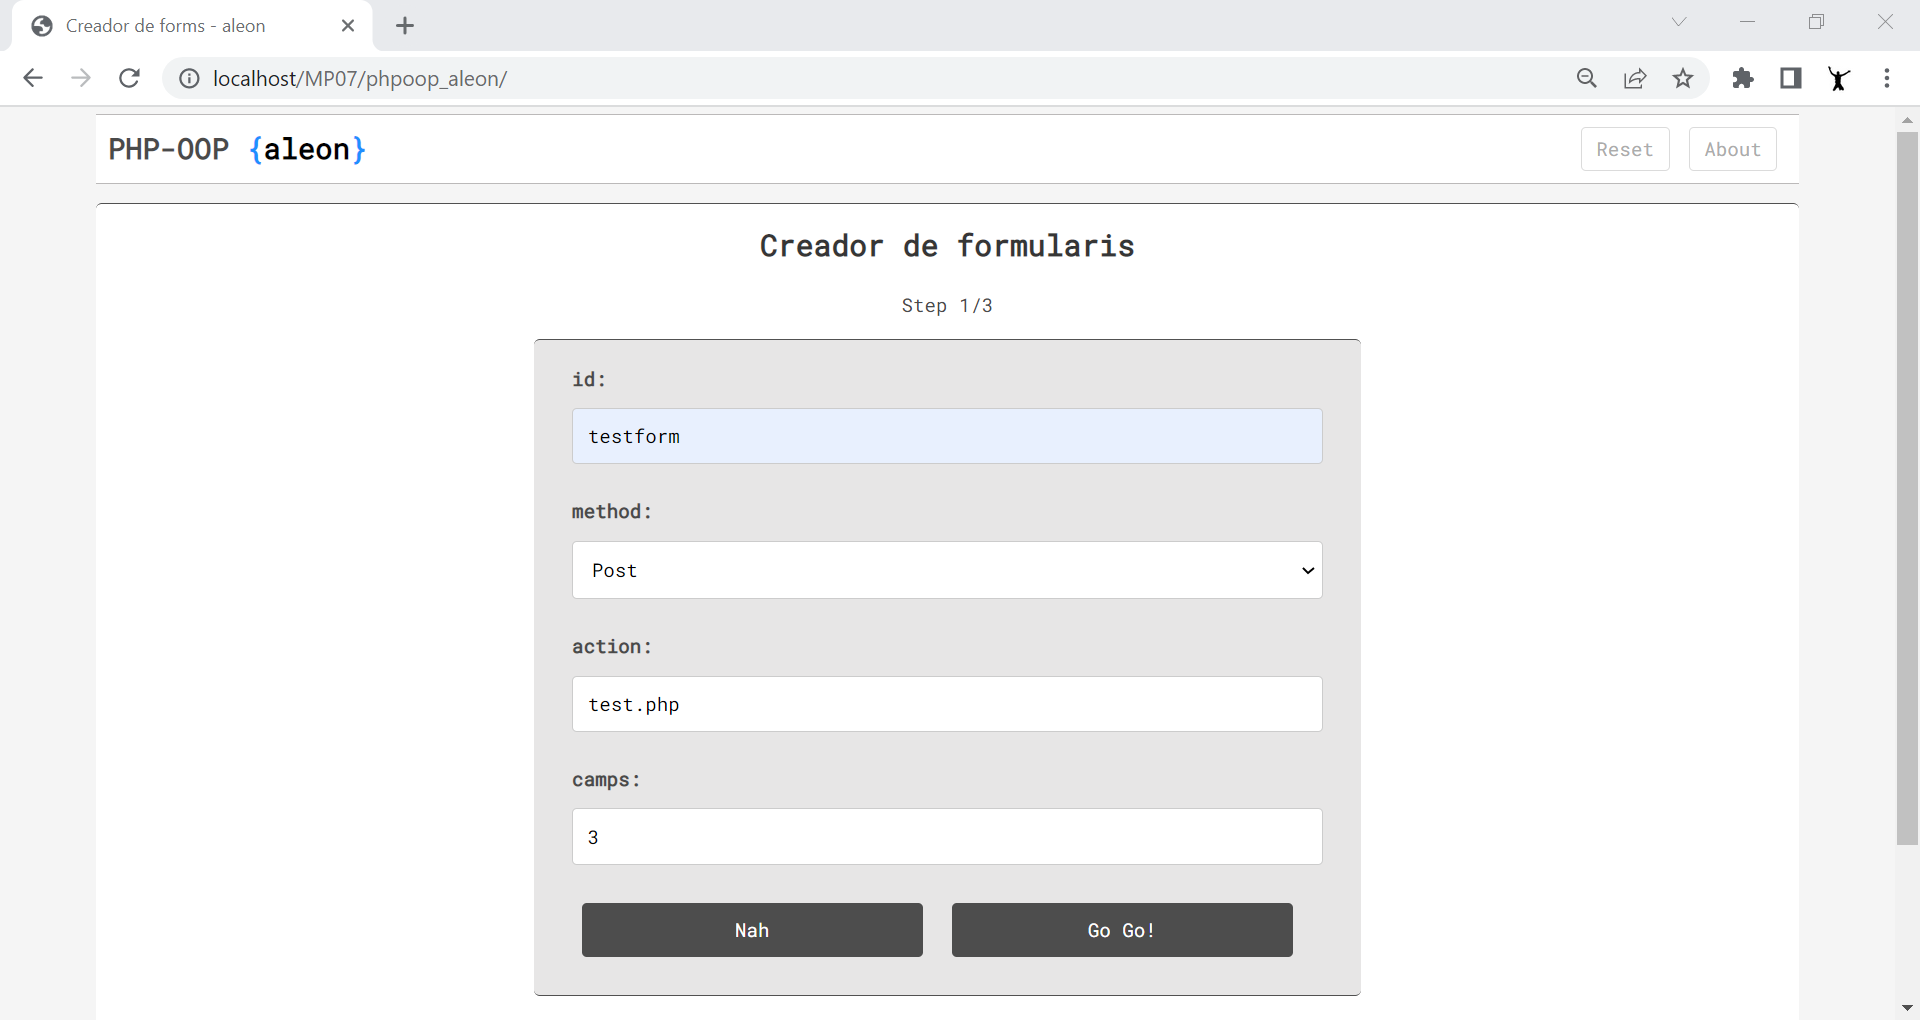 Creador de forms - aleon
localhost/MP07/phpoop_aleon/
PHP-OOP {aleon}
Reset
About
Creador de formularis
Step 1/3
id:
testform
method:
Post
action:
test.php
camps:
3
Nah
Go Go!